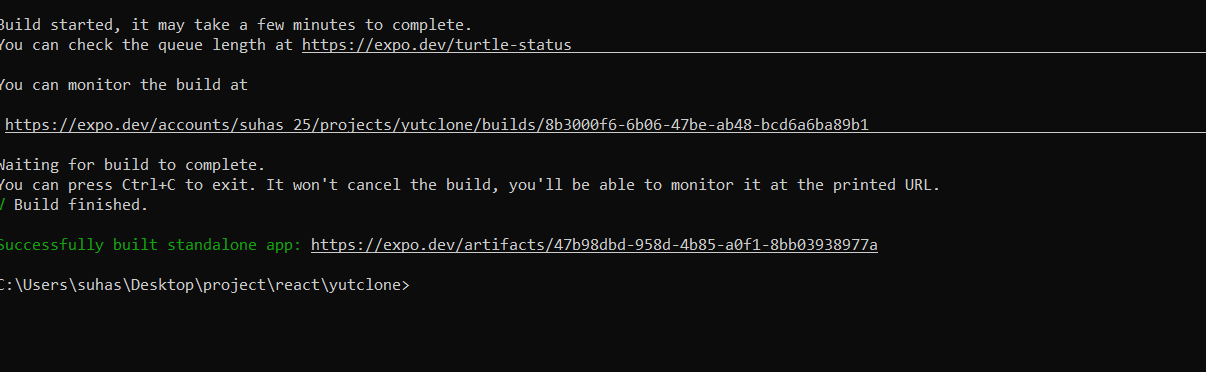 Build started, it may take a few minutes to complete.
You can check the queue length at https://expo.dev/turtle-status
You can monitor the build at
https://expo.dev/accounts/suhas_25/projects/yutclone/builds/8b3000f6-6b06-47be-ab48-bcd6a6ba89b1
Waiting for build to complete.
You can press Ctrl+C to exit. It won't cancel the build, you'll be able to monitor it at the printed URL.
√ Build finished.
Successfully built standalone app: https://expo.dev/artifacts/47b98dbd-958d-4b85-a0f1-8bb03938977a
C:\Users\suhas\Desktop\project\react\yutclone>